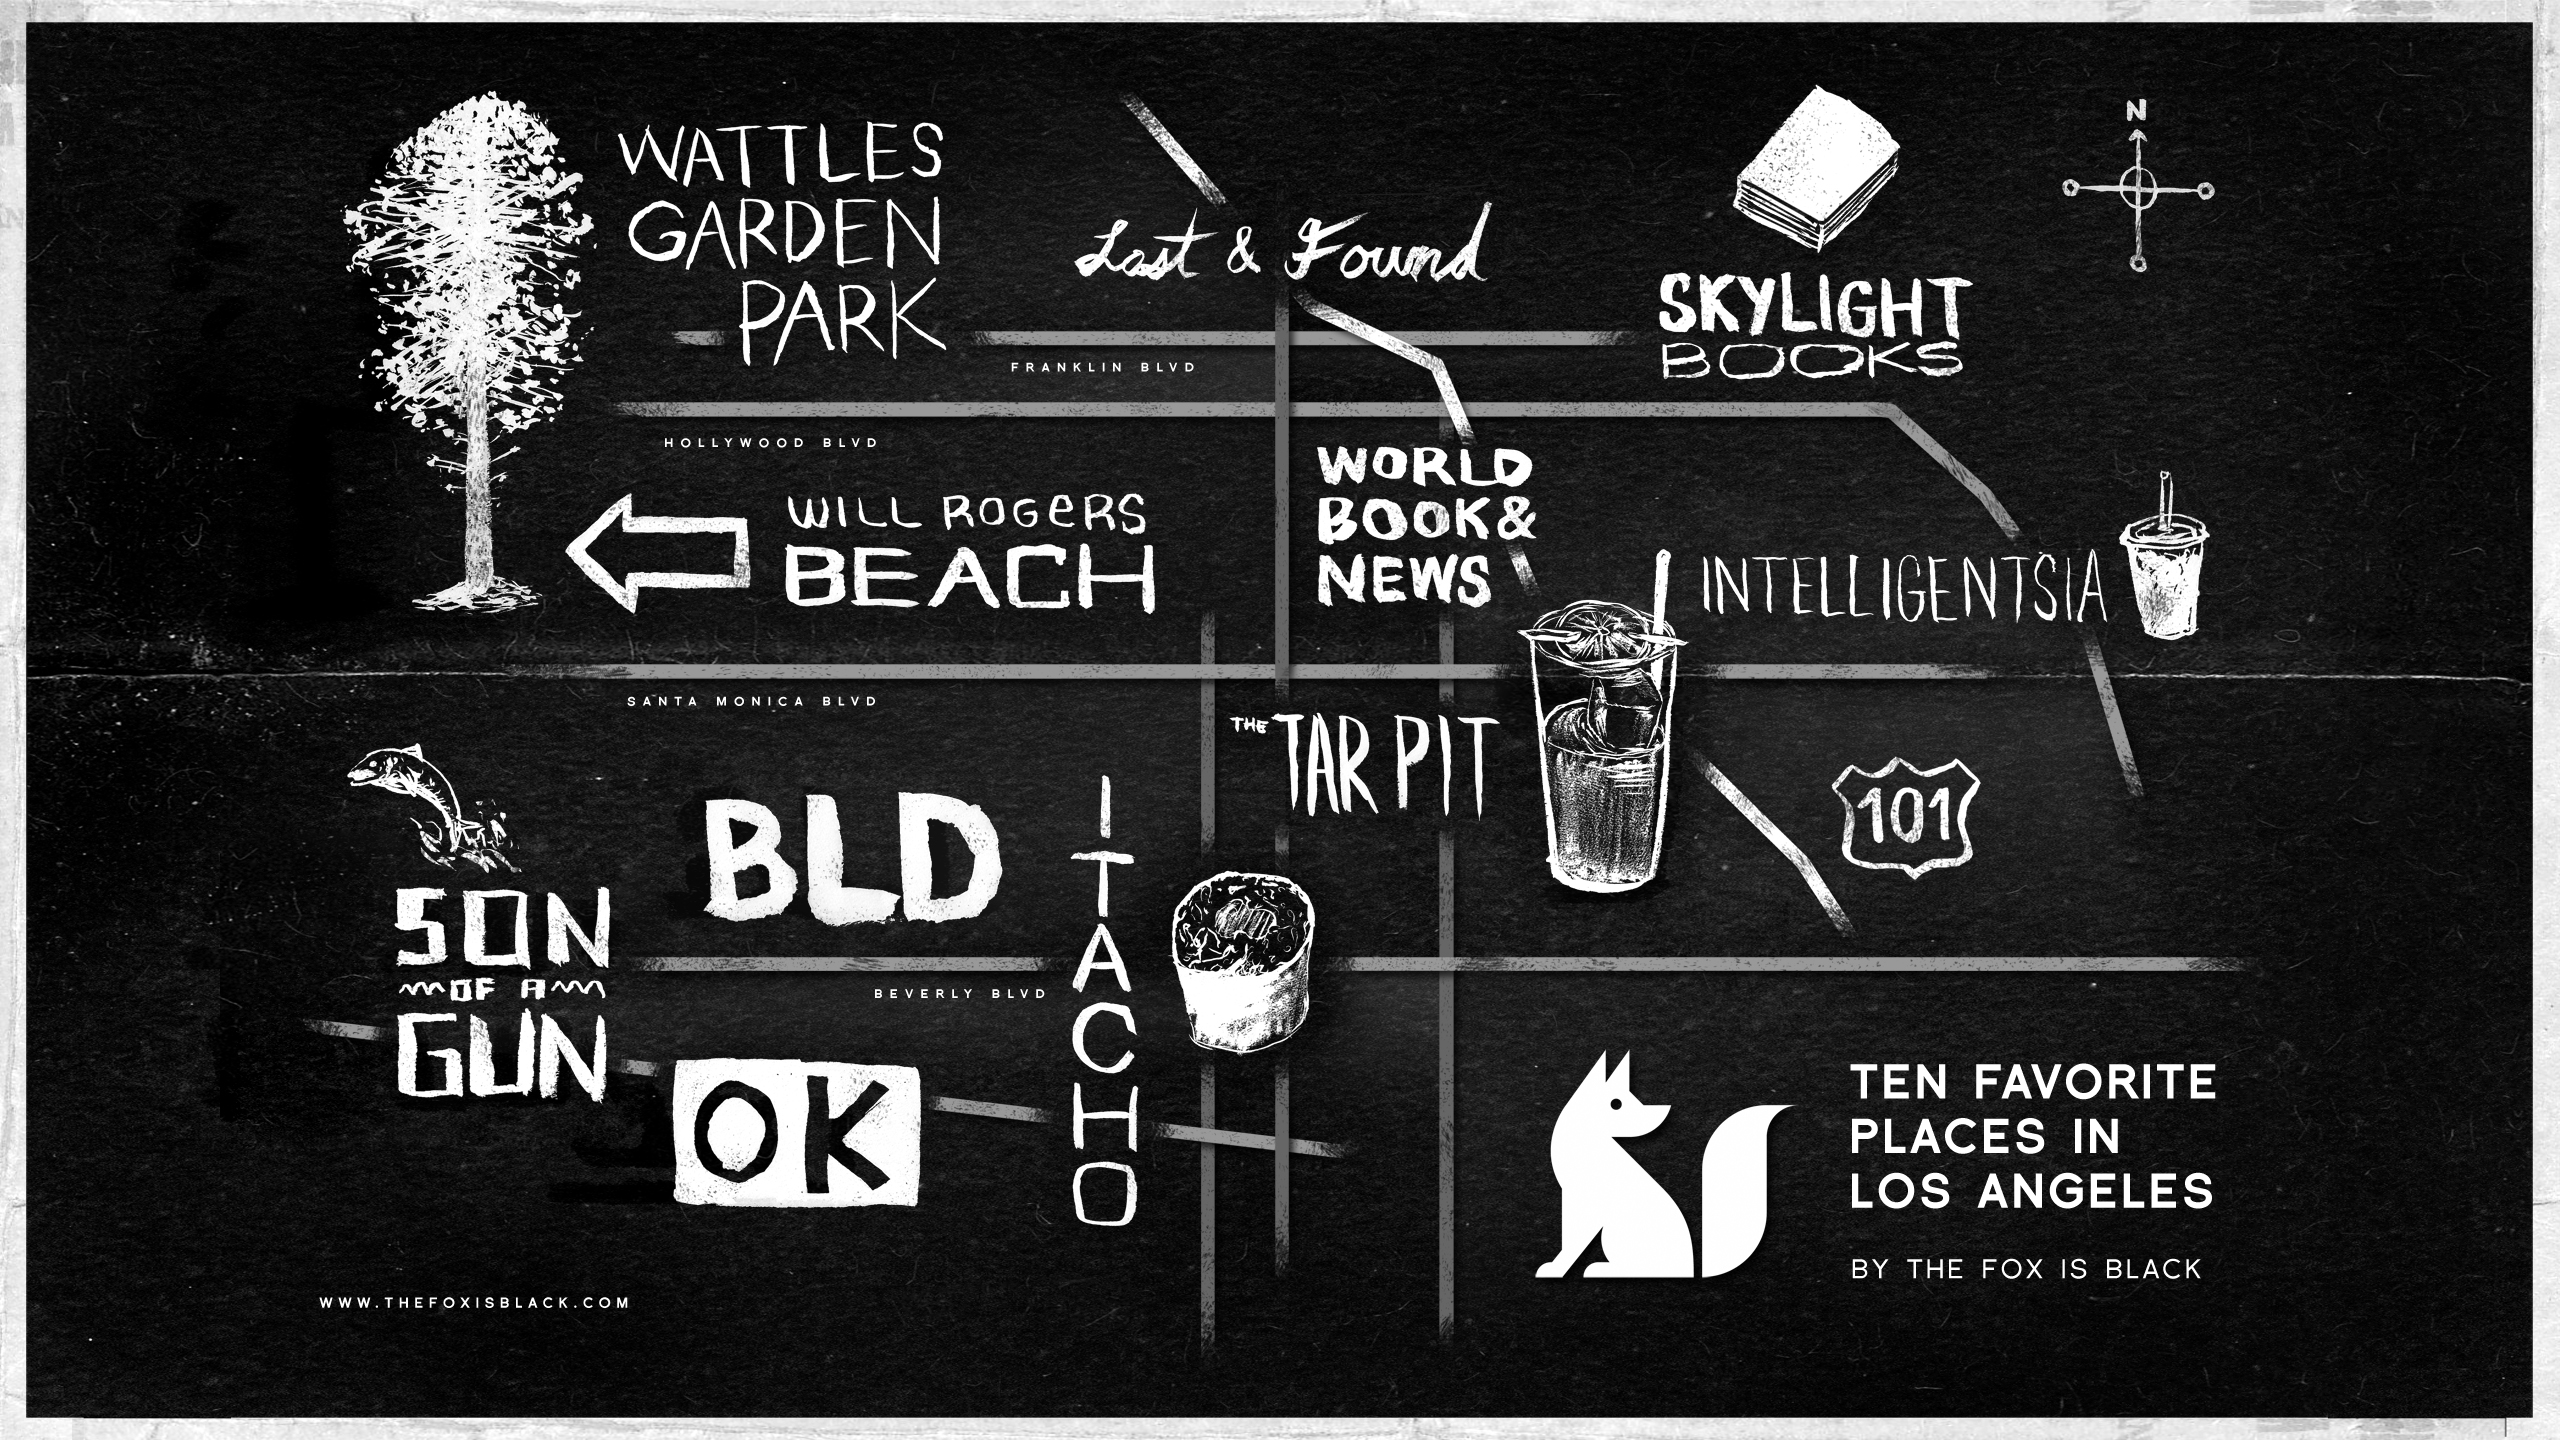 WATTLES
GARDEN
PARK
Lost & Found
SKYLIGHT
BOOKS
N
FRANKLIN BLVD
HOLLYWOOD BLVD
WILL ROGeRS
BEACH
WORLD
BOOK&
NEWS
INTELLIGENTSIA
SANTA MONICA BLVD
THE TAR PIT
101
BLD
ITACHO
SON
OF A
GUN
BEVERLY BLVD
OK
TEN FAVORITE
PLACES IN
LOS ANGELES
BY THE FOX IS BLACK
WWW.THEFOXISBLACK.COM